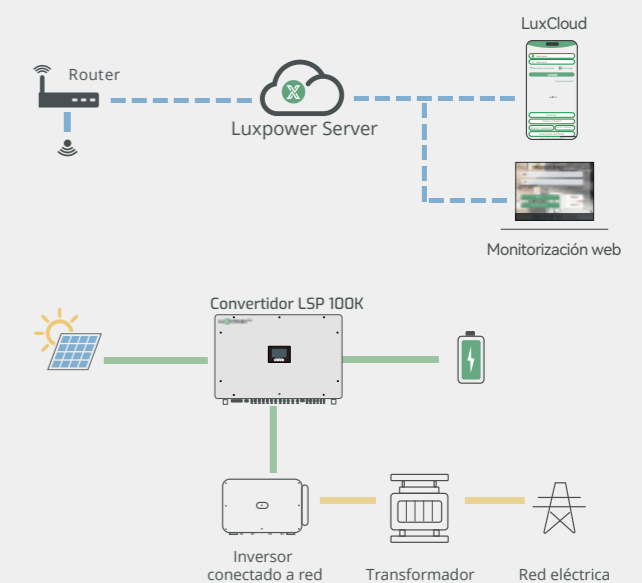 LuxCloud
Router
Luxpower Server
Monitorización web
Convertidor LSP 100K
Inversor
conectado a red
Transformador
Red eléctrica